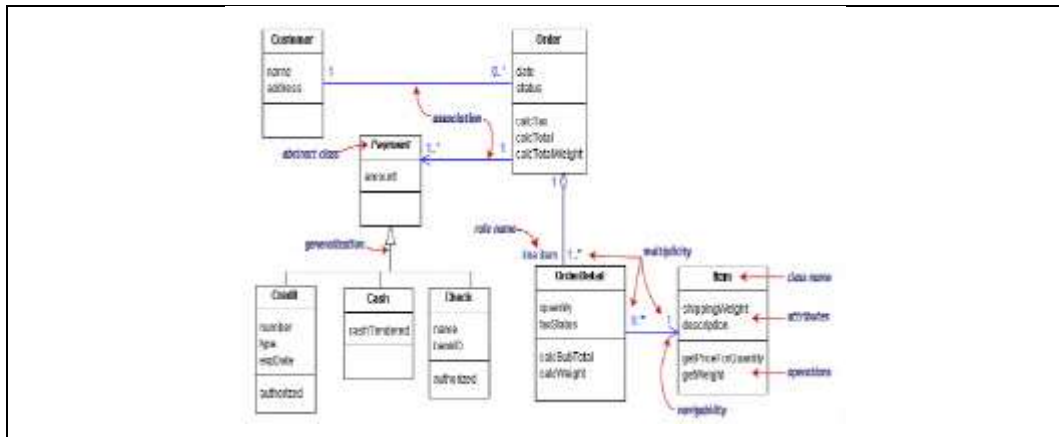 Customer
name
address
1
0..*
Order
date
status
calcTax
calcTotal
calcTotalWeight
association
abstract class
Payment
amount
1..*
1
generalization
Credit
number
type
expDate
authorized
Cash
cashTendered
Check
name
bankID
authorized
1
role name
line item
1..*
multiplicity
OrderDetail
quantity
taxStatus
calcSubTotal
calcWeight
0..*
1
Item
shippingWeight
description
getPriceForQuantity
getWeight
class name
attributes
operations
navigability